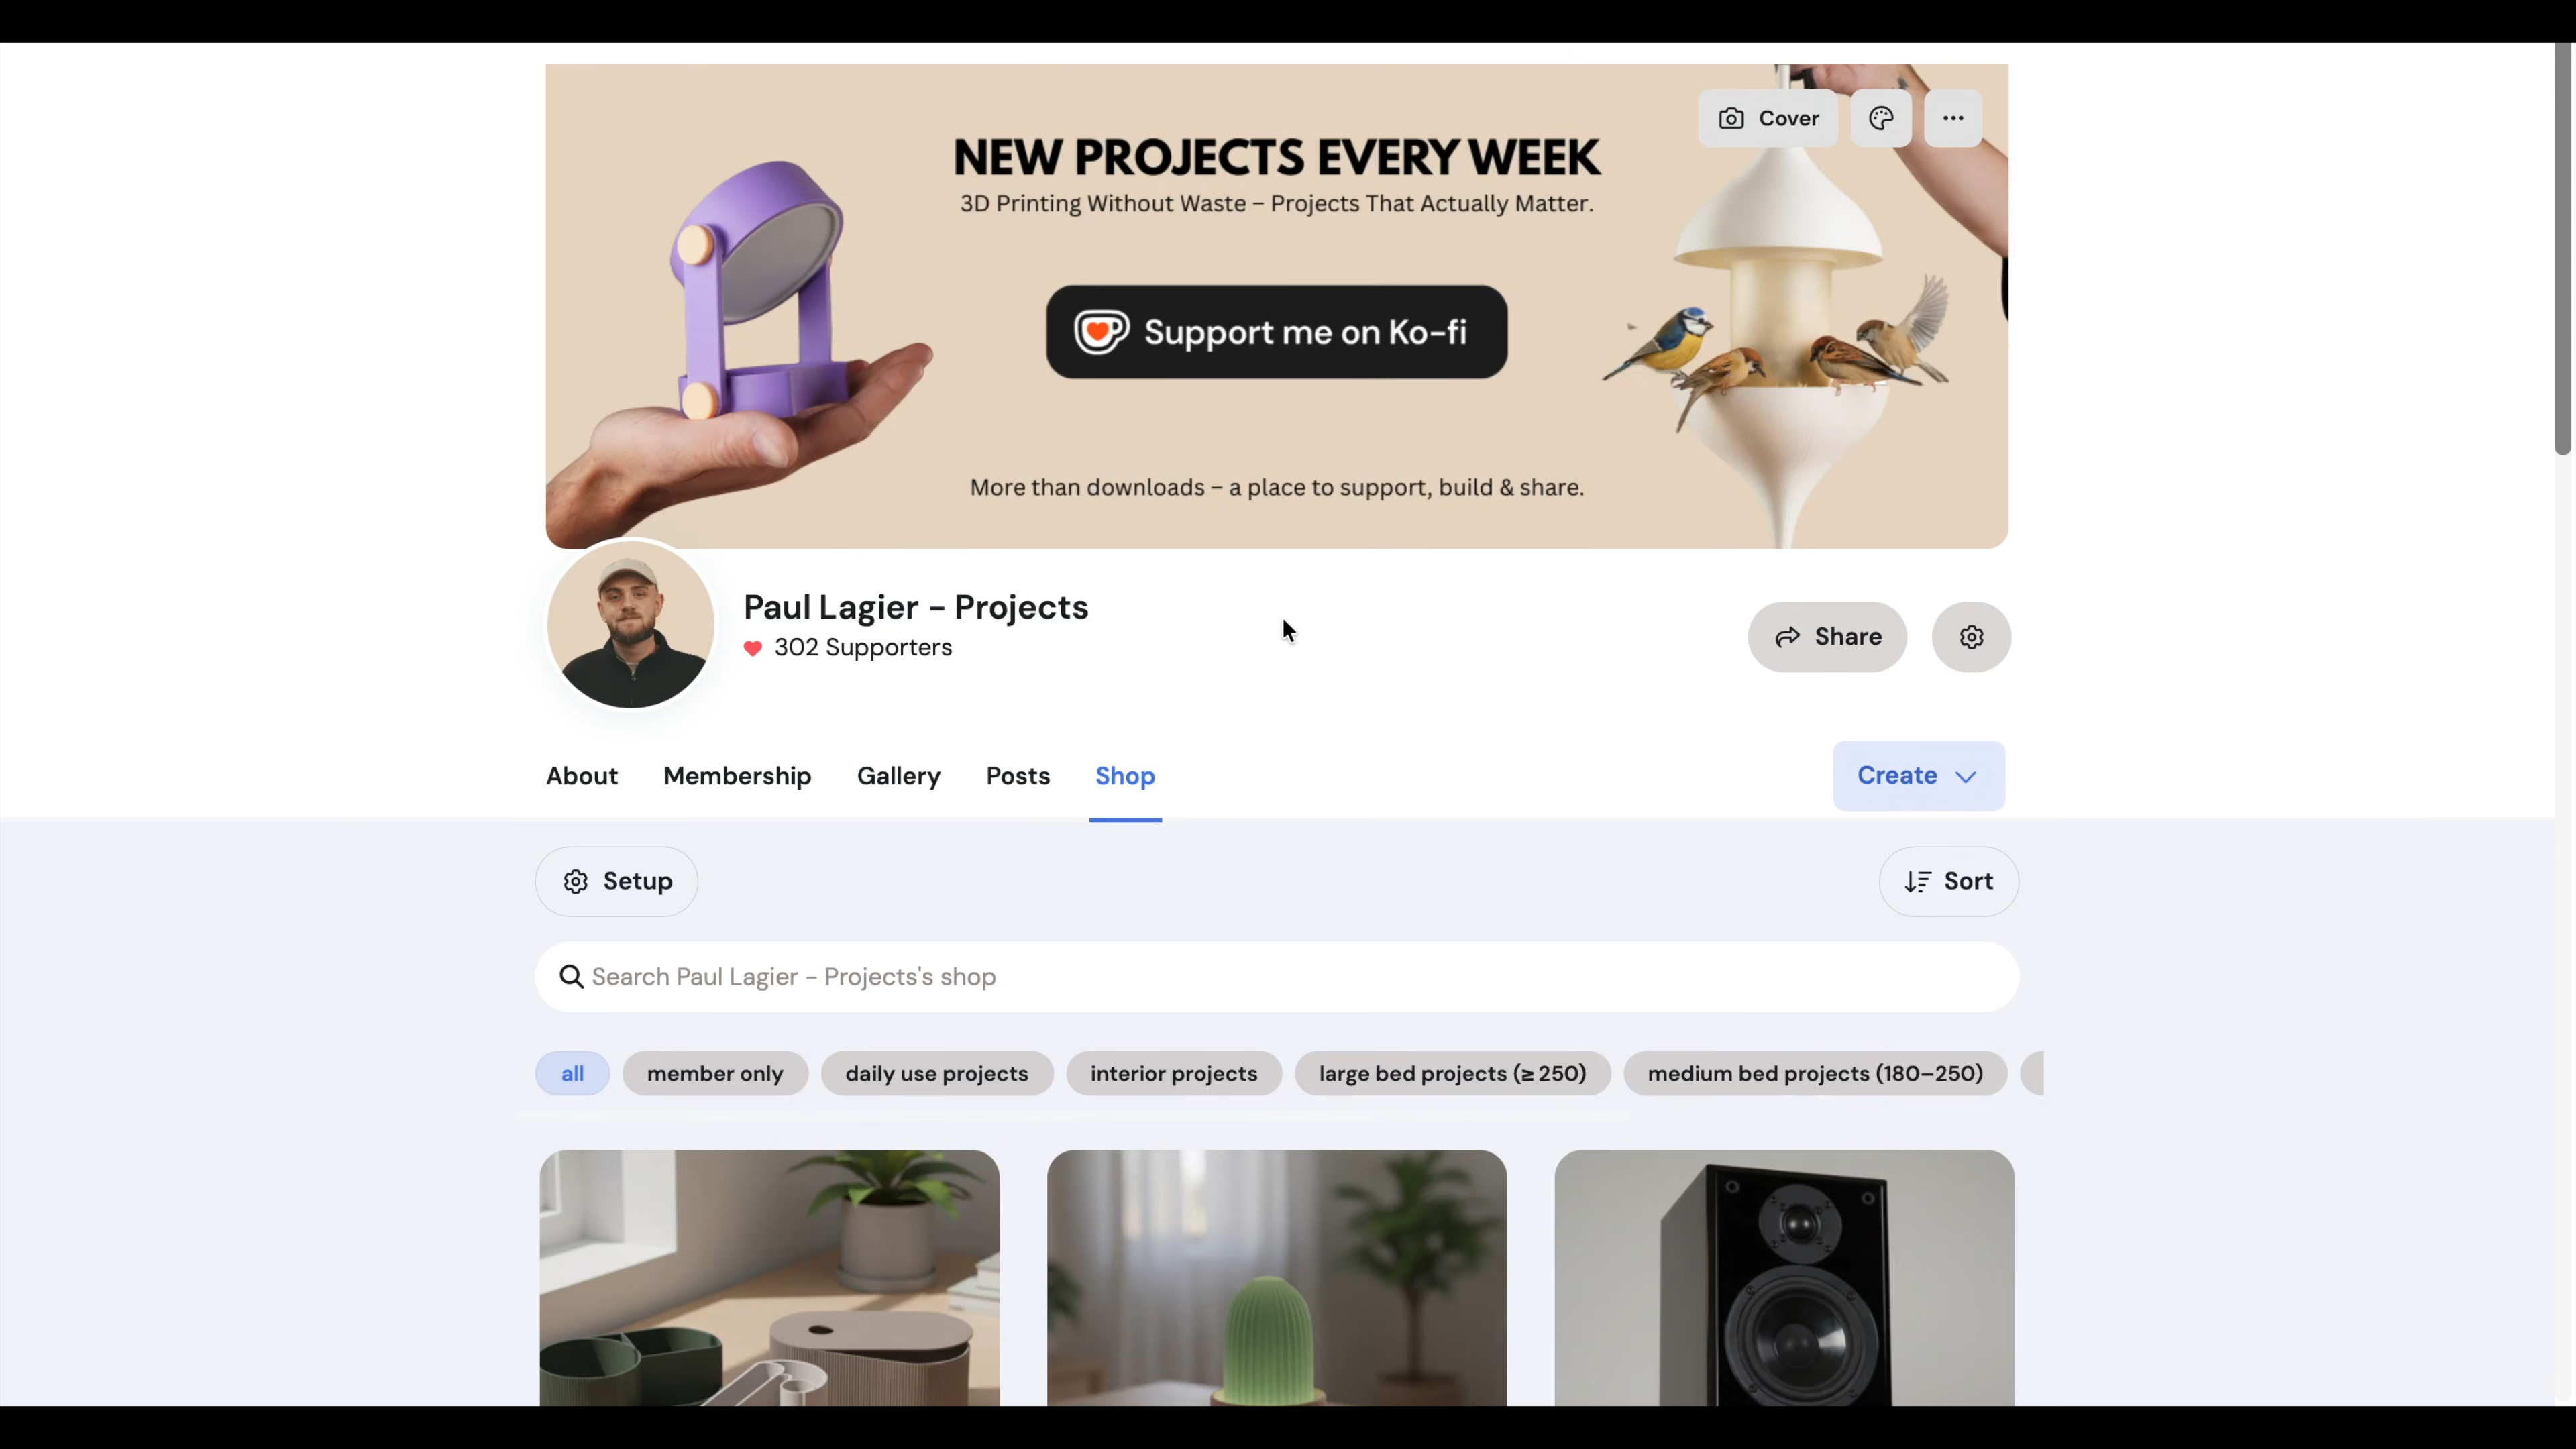 NEW PROJECTS EVERY WEEK
3D Printing Without Waste – Projects That Actually Matter.
Support me on Ko-fi
More than downloads – a place to support, build & share.
Cover
Paul Lagier – Projects
302 Supporters
Share
About Membership Gallery Posts Shop
Create
Setup
Sort
Search Paul Lagier – Projects's shop
all member only daily use projects interior projects large bed projects (≥ 250) medium bed projects (180–250)